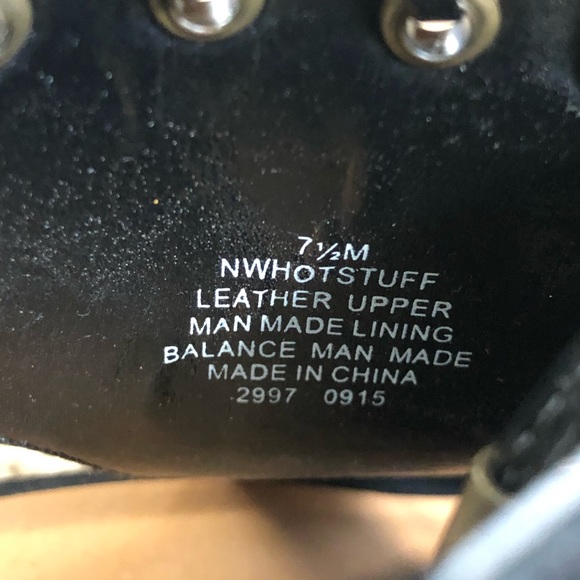 7½M
NWHOTSTUFF
LEATHER UPPER
MAN MADE LINING
BALANCE MAN MADE
MADE IN CHINA
2997 0915